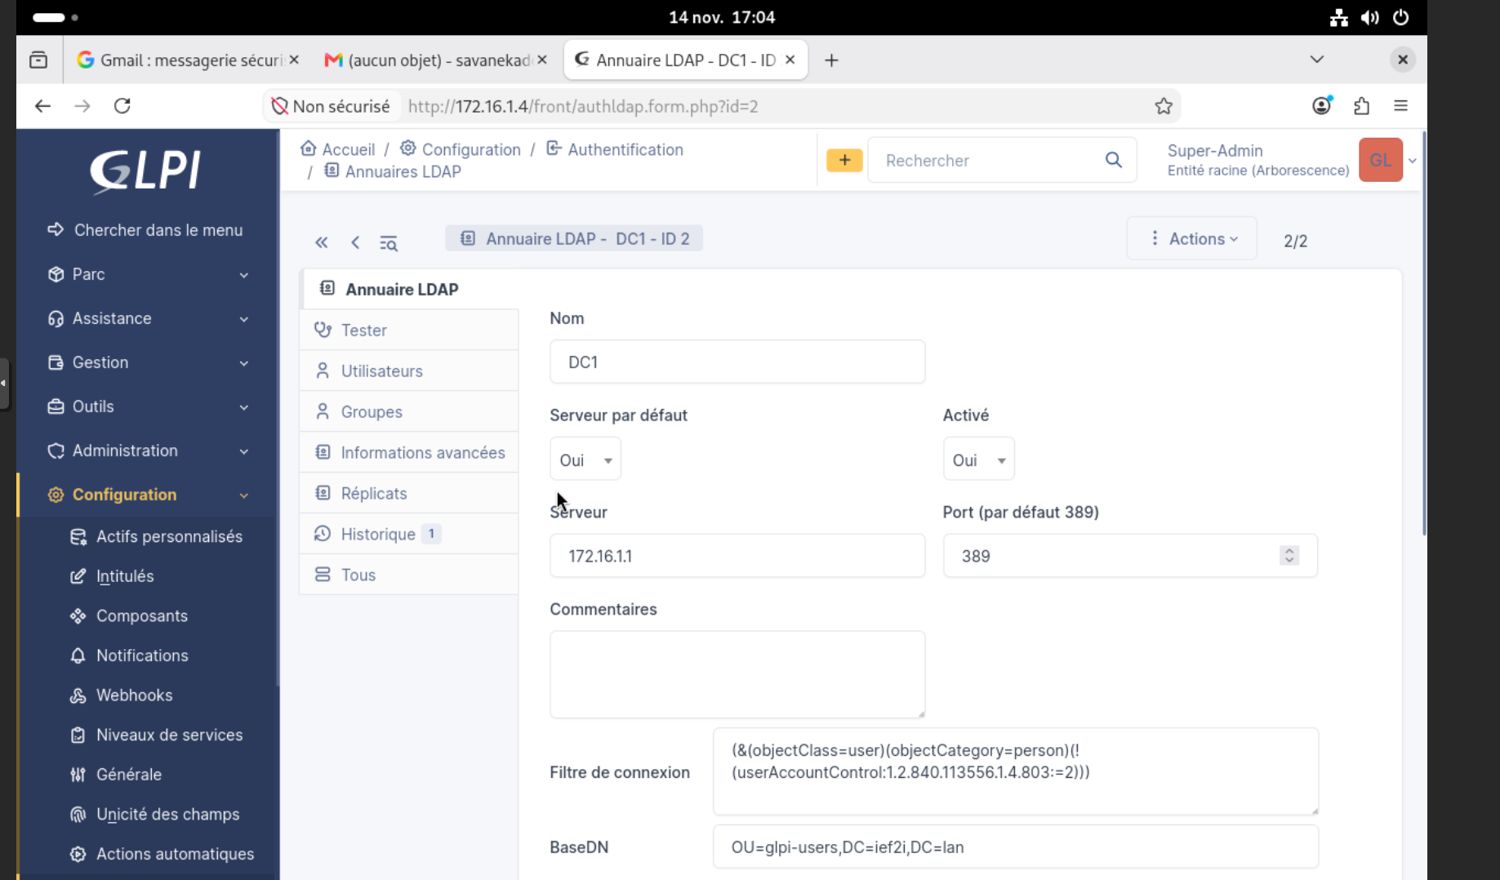 14 nov. 17:04
Gmail : messagerie sécuri
(aucun objet) - savanekad
Annuaire LDAP - DC1 - ID
Non sécurisé
http://172.16.1.4/front/authldap.form.php?id=2
GLPI
Chercher dans le menu
Parc
Assistance
Gestion
Outils
Administration
Configuration
Actifs personnalisés
Intitulés
Composants
Notifications
Webhooks
Niveaux de services
Générale
Unicité des champs
Actions automatiques
Accueil / Configuration / Authentification
/ Annuaires LDAP
+
Rechercher
Super-Admin
Entité racine (Arborescence)
GL
Annuaire LDAP - DC1 - ID 2
Actions
2/2
Annuaire LDAP
Tester
Utilisateurs
Groupes
Informations avancées
Réplicats
Historique 1
Tous
Nom
DC1
Serveur par défaut
Activé
Oui
Oui
Serveur
Port (par défaut 389)
172.16.1.1
389
Commentaires
Filtre de connexion
(&(objectClass=user)(objectCategory=person)(!
(userAccountControl:1.2.840.113556.1.4.803:=2)))
BaseDN
OU=glpi-users,DC=ief2i,DC=lan